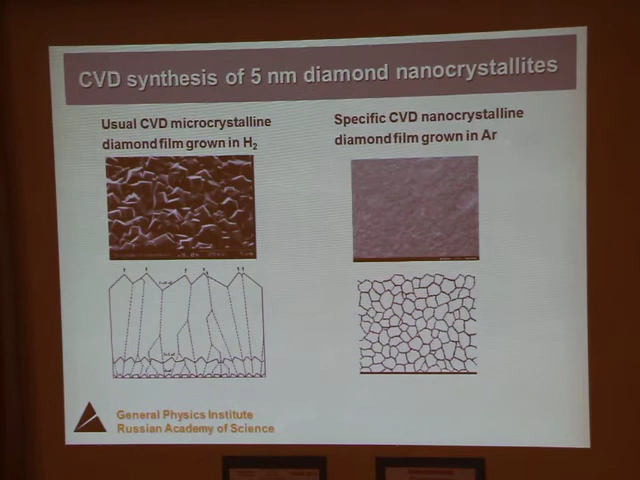 CVD synthesis of 5 nm diamond nanocrystallites
Usual CVD microcrystalline
diamond film grown in H₂
Specific CVD nanocrystalline
diamond film grown in Ar
General Physics Institute
Russian Academy of Science